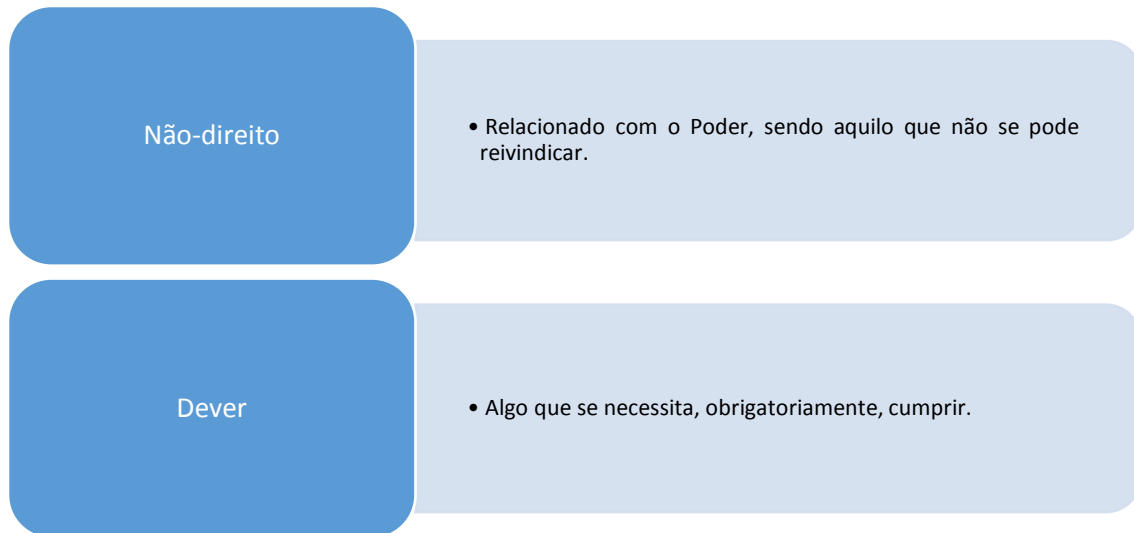 Não-direito
• Relacionado com o Poder, sendo aquilo que não se pode
reivindicar.
Dever
• Algo que se necessita, obrigatoriamente, cumprir.